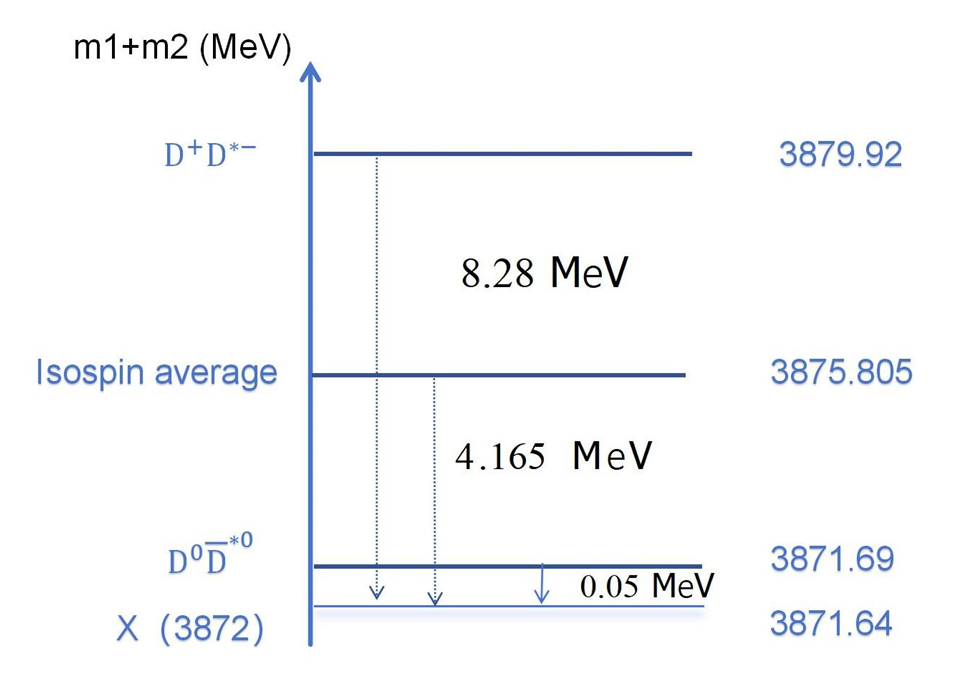 m1+m2 (MeV)
D⁺D*⁻ 3879.92
8.28 MeV
Isospin average 3875.805
4.165 MeV
D⁰D̅*⁰ 3871.69
0.05 MeV
X (3872) 3871.64